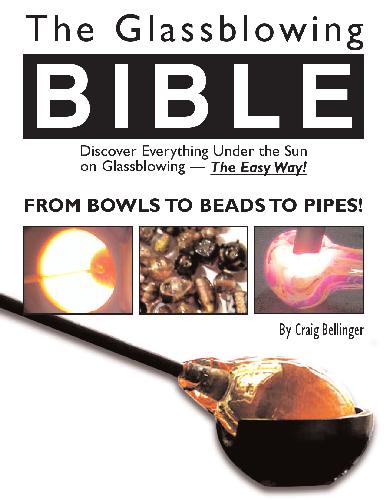 The Glassblowing
BIBLE
Discover Everything Under the Sun
on Glassblowing — The Easy Way!
FROM BOWLS TO BEADS TO PIPES!
By Craig Bellinger